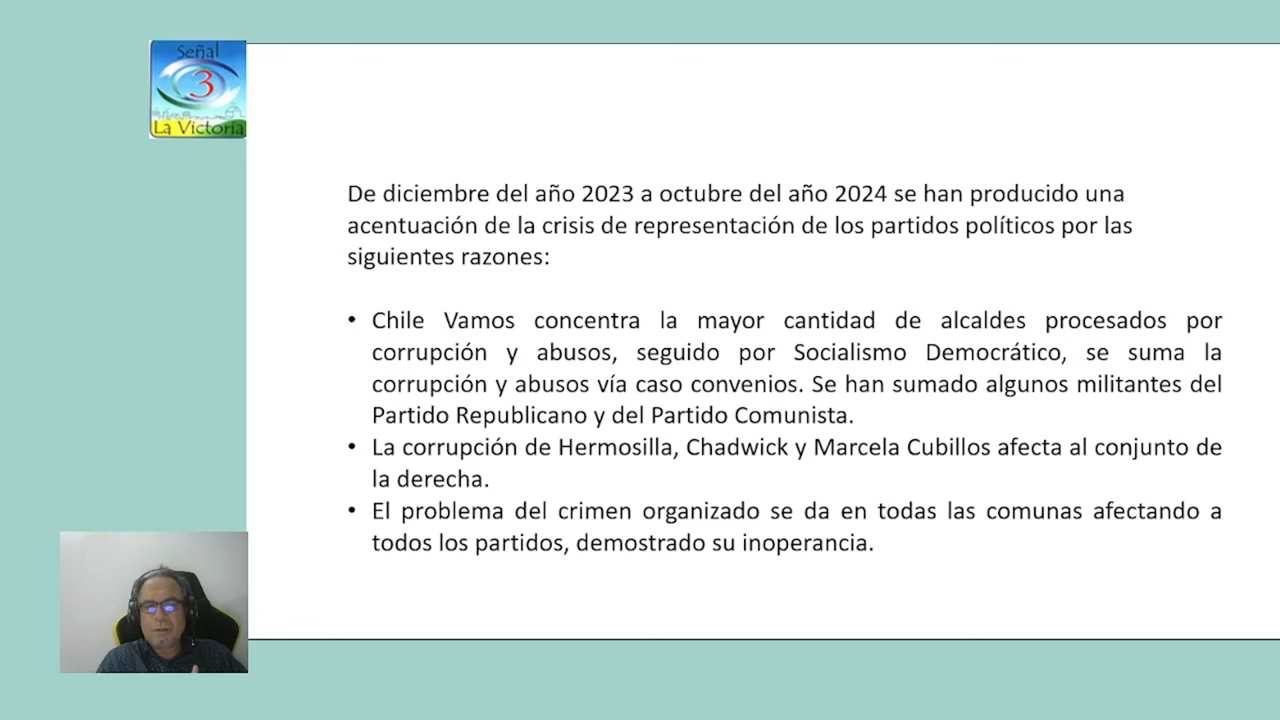 Señal
3
La Victoria
De diciembre del año 2023 a octubre del año 2024 se han producido una
acentuación de la crisis de representación de los partidos políticos por las
siguientes razones:
• Chile Vamos concentra la mayor cantidad de alcaldes procesados por
corrupción y abusos, seguido por Socialismo Democrático, se suma la
corrupción y abusos vía caso convenios. Se han sumado algunos militantes del
Partido Republicano y del Partido Comunista.
• La corrupción de Hermosilla, Chadwick y Marcela Cubillos afecta al conjunto de
la derecha.
• El problema del crimen organizado se da en todas las comunas afectando a
todos los partidos, demostrado su inoperancia.